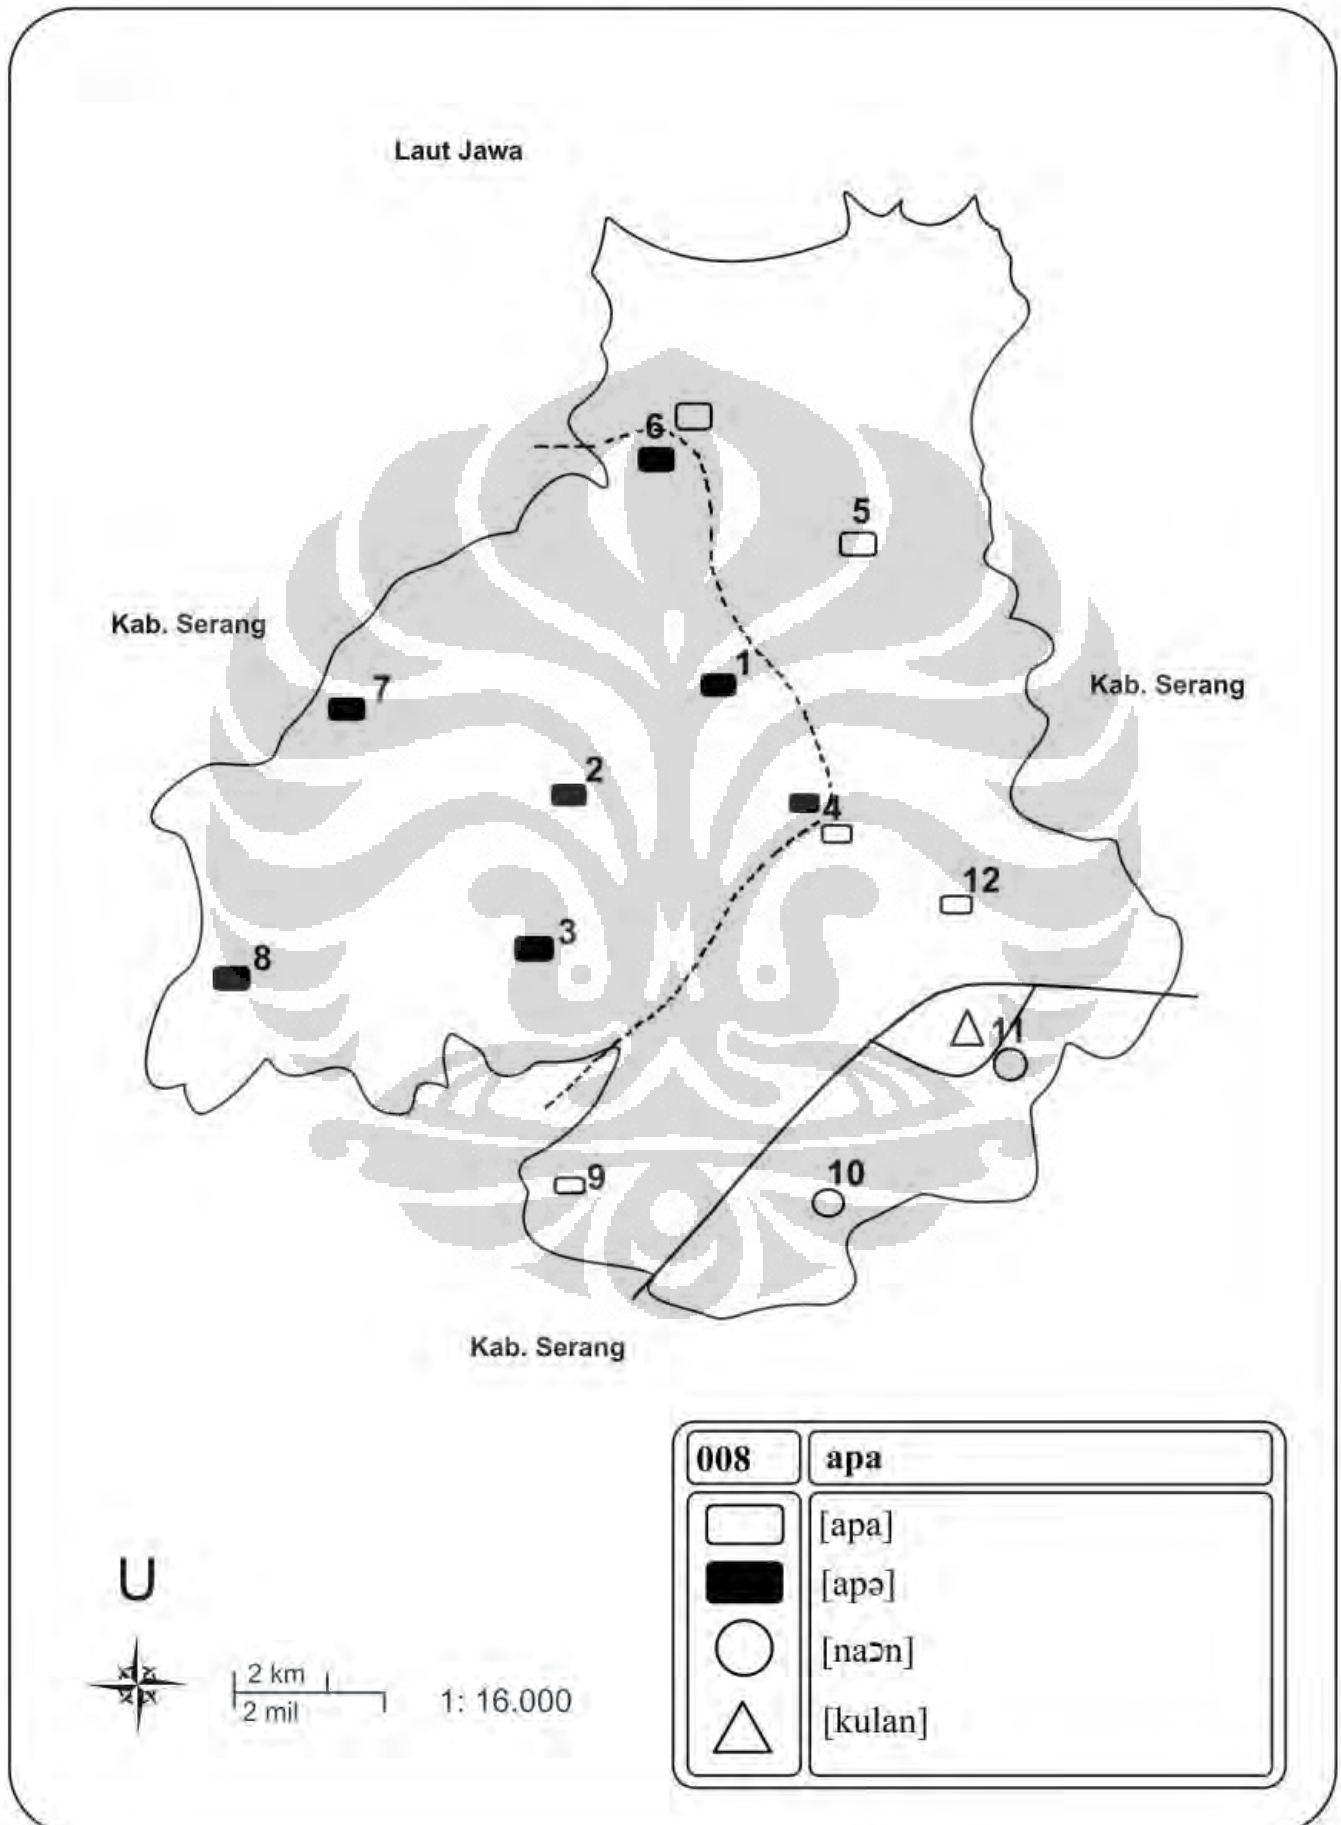 Laut Jawa
6
5
Kab. Serang
1
Kab. Serang
7
2
4
12
3
8
11
9
10
Kab. Serang
008 apa
[apa]
[apə]
[naɔn]
[kulan]
U
2 km
2 mil
1: 16.000